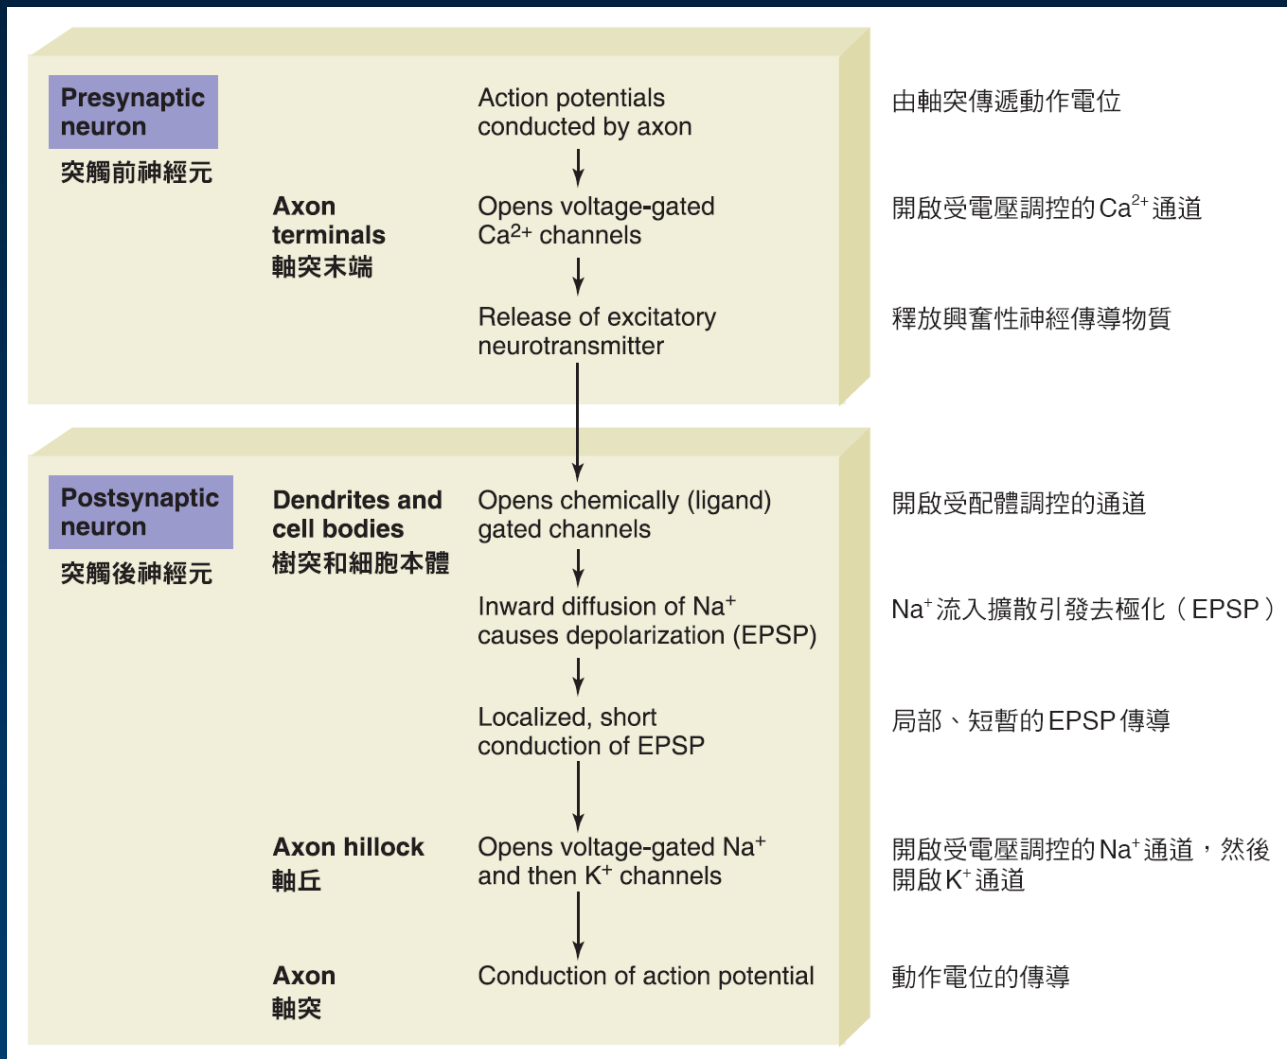 Presynaptic
neuron
突觸前神經元
Action potentials
conducted by axon
由軸突傳遞動作電位
Axon
terminals
軸突末端
Opens voltage-gated
Ca²⁺ channels
開啟受電壓調控的Ca²⁺通道
Release of excitatory
neurotransmitter
釋放興奮性神經傳導物質
Postsynaptic
neuron
突觸後神經元
Dendrites and
cell bodies
樹突和細胞本體
Opens chemically (ligand)
gated channels
開啟受配體調控的通道
Inward diffusion of Na⁺
causes depolarization (EPSP)
Na⁺流入擴散引發去極化（EPSP）
Localized, short
conduction of EPSP
局部、短暫的EPSP傳導
Axon hillock
軸丘
Opens voltage-gated Na⁺
and then K⁺ channels
開啟受電壓調控的Na⁺通道，然後
開啟K⁺通道
Axon
軸突
Conduction of action potential
動作電位的傳導